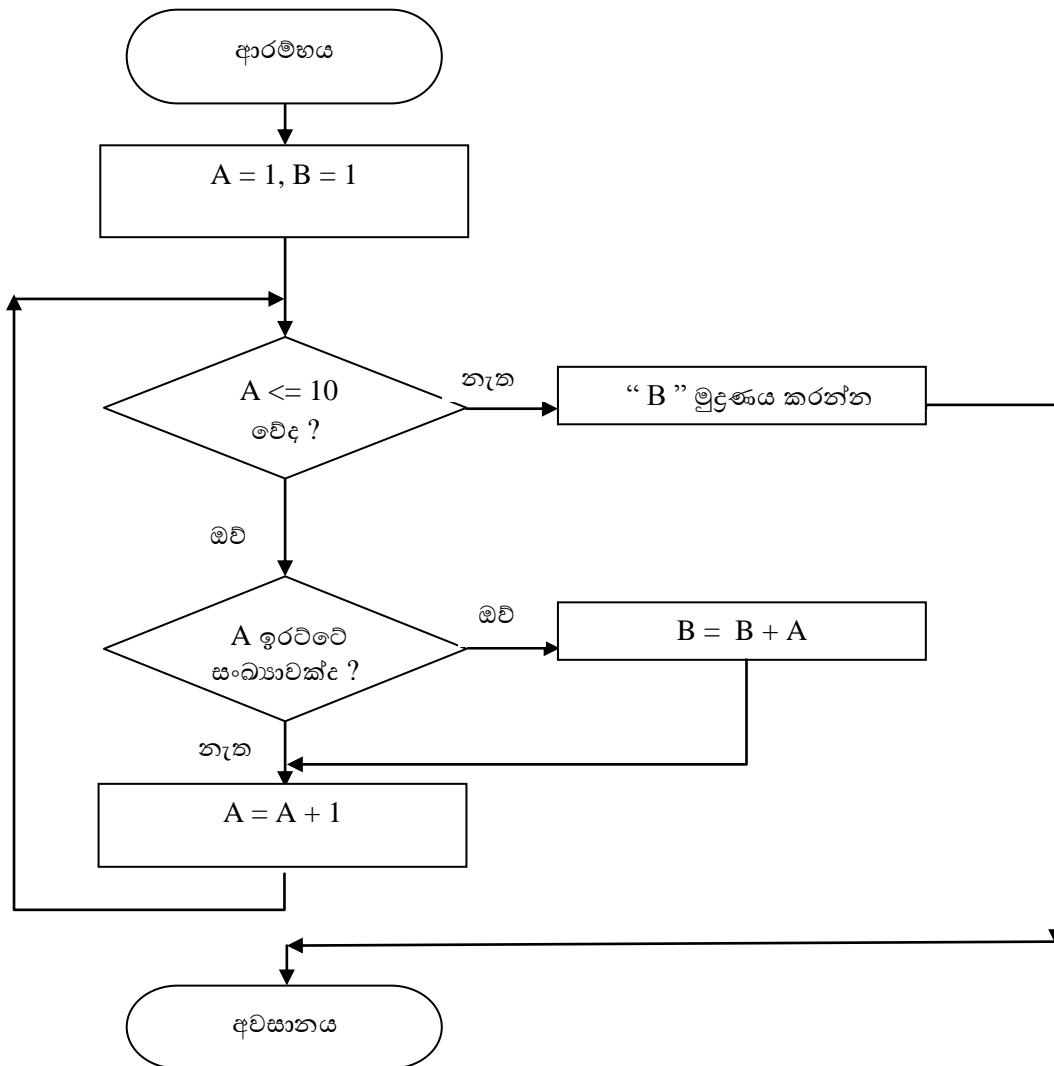 ආරම්භය
A = 1, B = 1
A <= 10
වේද ?
නැත
“ B ” මුද්‍රණය කරන්න
ඔව්
A ඉරට්ටේ
සංඛ්‍යාවක්ද ?
ඔව්
B = B + A
නැත
A = A + 1
අවසානය